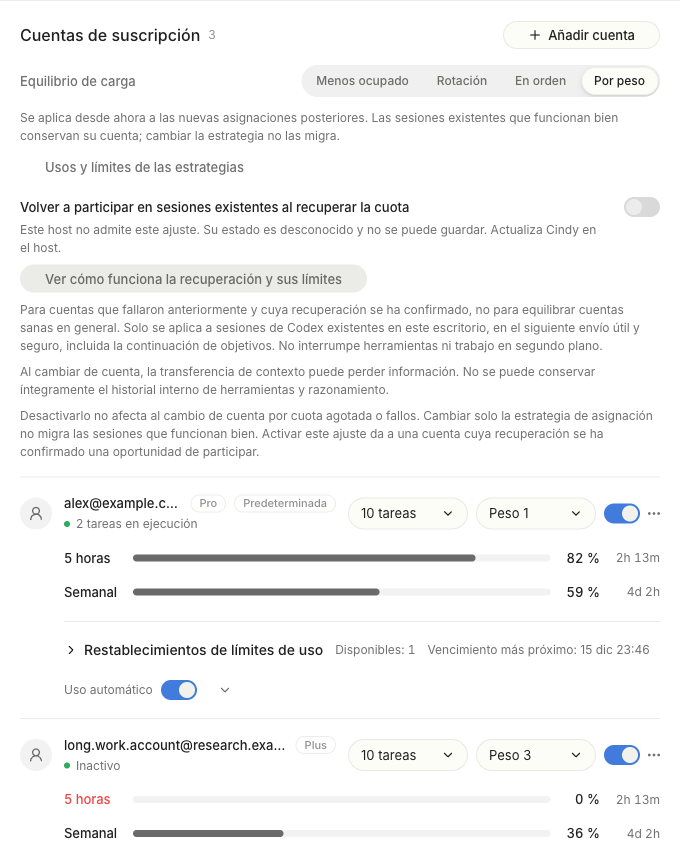 Cuentas de suscripción 3
+ Añadir cuenta
Equilibrio de carga
Menos ocupado
Rotación
En orden
Por peso
Se aplica desde ahora a las nuevas asignaciones posteriores. Las sesiones existentes que funcionan bien
conservan su cuenta; cambiar la estrategia no las migra.
Usos y límites de las estrategias
Volver a participar en sesiones existentes al recuperar la cuota
Este host no admite este ajuste. Su estado es desconocido y no se puede guardar. Actualiza Cindy en
el host.
Ver cómo funciona la recuperación y sus límites
Para cuentas que fallaron anteriormente y cuya recuperación se ha confirmado, no para equilibrar cuentas
sanas en general. Solo se aplica a sesiones de Codex existentes en este escritorio, en el siguiente envío útil y
seguro, incluida la continuación de objetivos. No interrumpe herramientas ni trabajo en segundo plano.
Al cambiar de cuenta, la transferencia de contexto puede perder información. No se puede conservar
íntegramente el historial interno de herramientas y razonamiento.
Desactivarlo no afecta al cambio de cuenta por cuota agotada o fallos. Cambiar solo la estrategia de asignación
no migra las sesiones que funcionan bien. Activar este ajuste da a una cuenta cuya recuperación se ha
confirmado una oportunidad de participar.
alex@example.c... Pro Predeterminada
10 tareas
Peso 1
2 tareas en ejecución
5 horas 82 % 2h 13m
Semanal 59 % 4d 2h
Restablecimientos de límites de uso Disponibles: 1 Vencimiento más próximo: 15 dic 23:46
Uso automático
long.work.account@research.exa... Plus
10 tareas
Peso 3
Inactivo
5 horas 0 % 2h 13m
Semanal 36 % 4d 2h